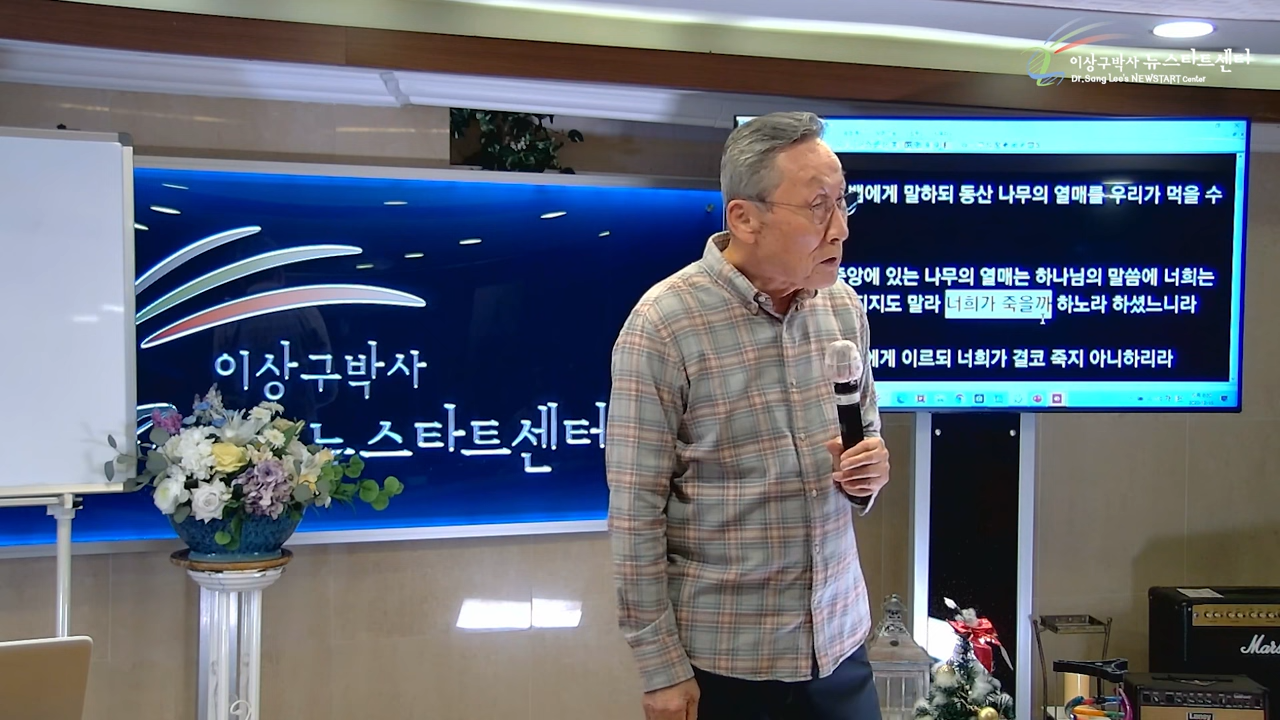 이상구박사 뉴스타트센터
Dr. Sang Lee's NEWSTART Center
뱀에게 말하되 동산 나무의 열매를 우리가 먹을 수
중앙에 있는 나무의 열매는 하나님의 말씀에 너희는
지도 말라 너희가 죽을까 하노라 하셨느니라
에게 이르되 너희가 결코 죽지 아니하리라
이상구박사
뉴스타트센터
Mars
Laney